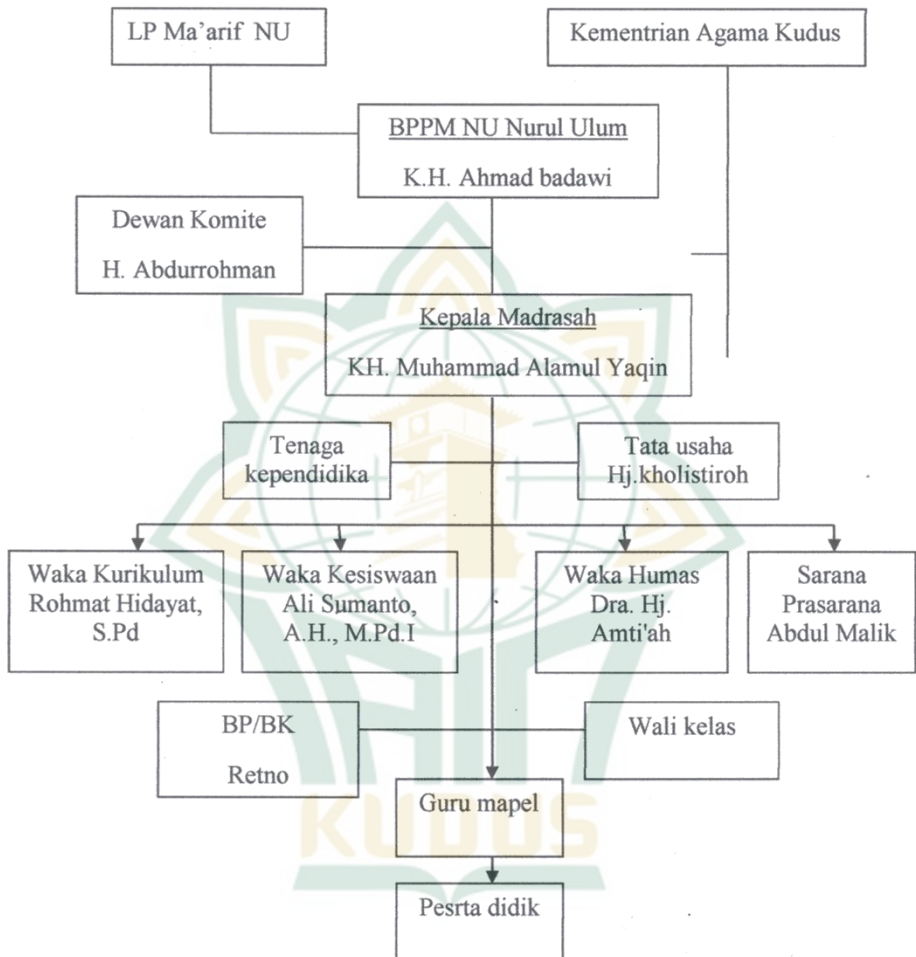 LP Ma’arif NU
Kementrian Agama Kudus
BPPM NU Nurul Ulum
K.H. Ahmad badawi
Dewan Komite
H. Abdurrohman
Kepala Madrasah
KH. Muhammad Alamul Yaqin
Tenaga
kependidika
Tata usaha
Hj.kholistiroh
Waka Kurikulum
Rohmat Hidayat,
S.Pd
Waka Kesiswaan
Ali Sumanto,
A.H., M.Pd.I
Waka Humas
Dra. Hj.
Amti'ah
Sarana
Prasarana
Abdul Malik
BP/BK
Retno
Wali kelas
Guru mapel
Pesrta didik
KUDUS